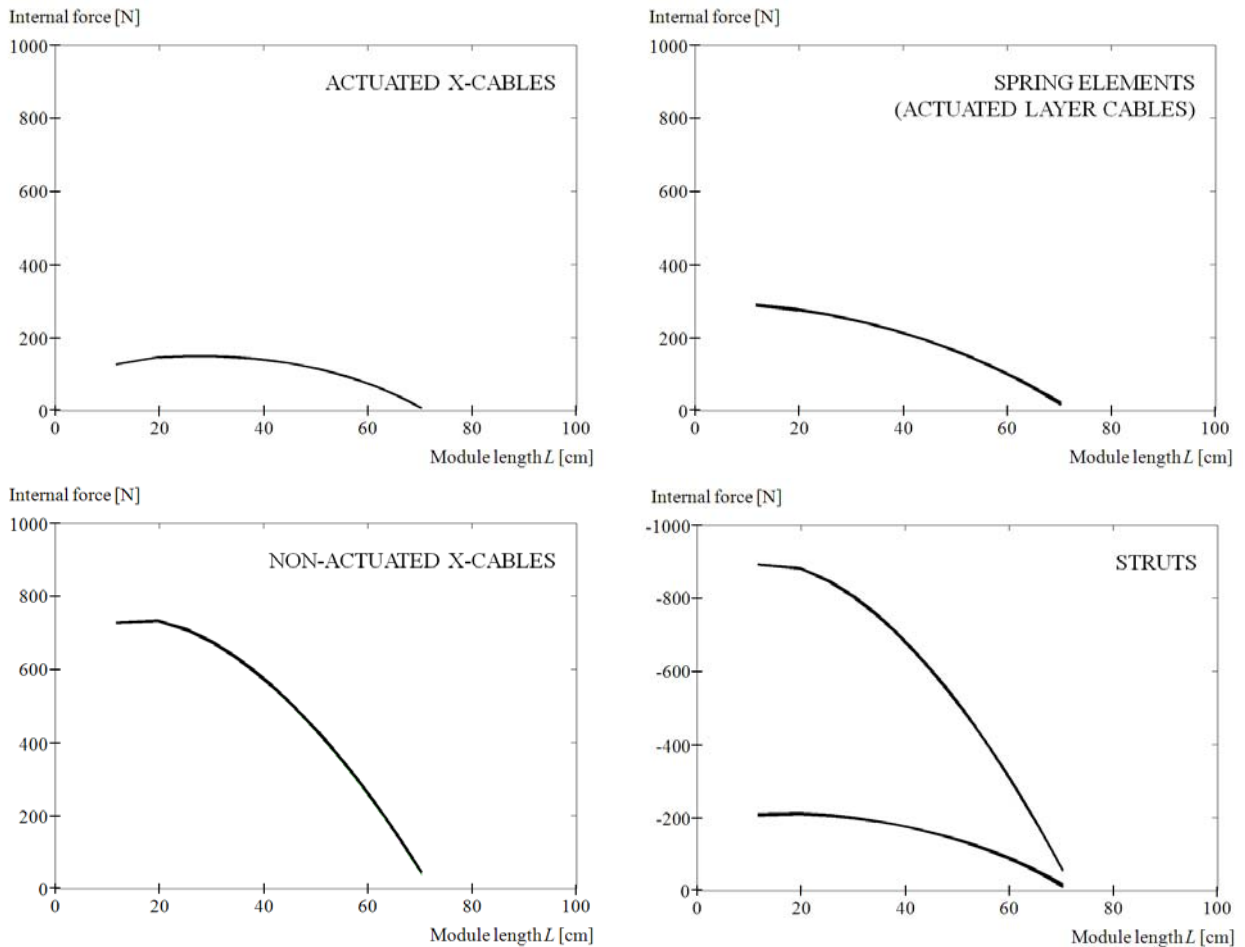 Internal force [N]
1000
800
600
400
200
0
ACTUATED X-CABLES
0 20 40 60 80 100
Module length L [cm]
Internal force [N]
1000
800
600
400
200
0
SPRING ELEMENTS
(ACTUATED LAYER CABLES)
0 20 40 60 80 100
Module length L [cm]
Internal force [N]
1000
800
600
400
200
0
NON-ACTUATED X-CABLES
0 20 40 60 80 100
Module length L [cm]
Internal force [N]
-1000
-800
-600
-400
-200
0
STRUTS
0 20 40 60 80 100
Module length L [cm]